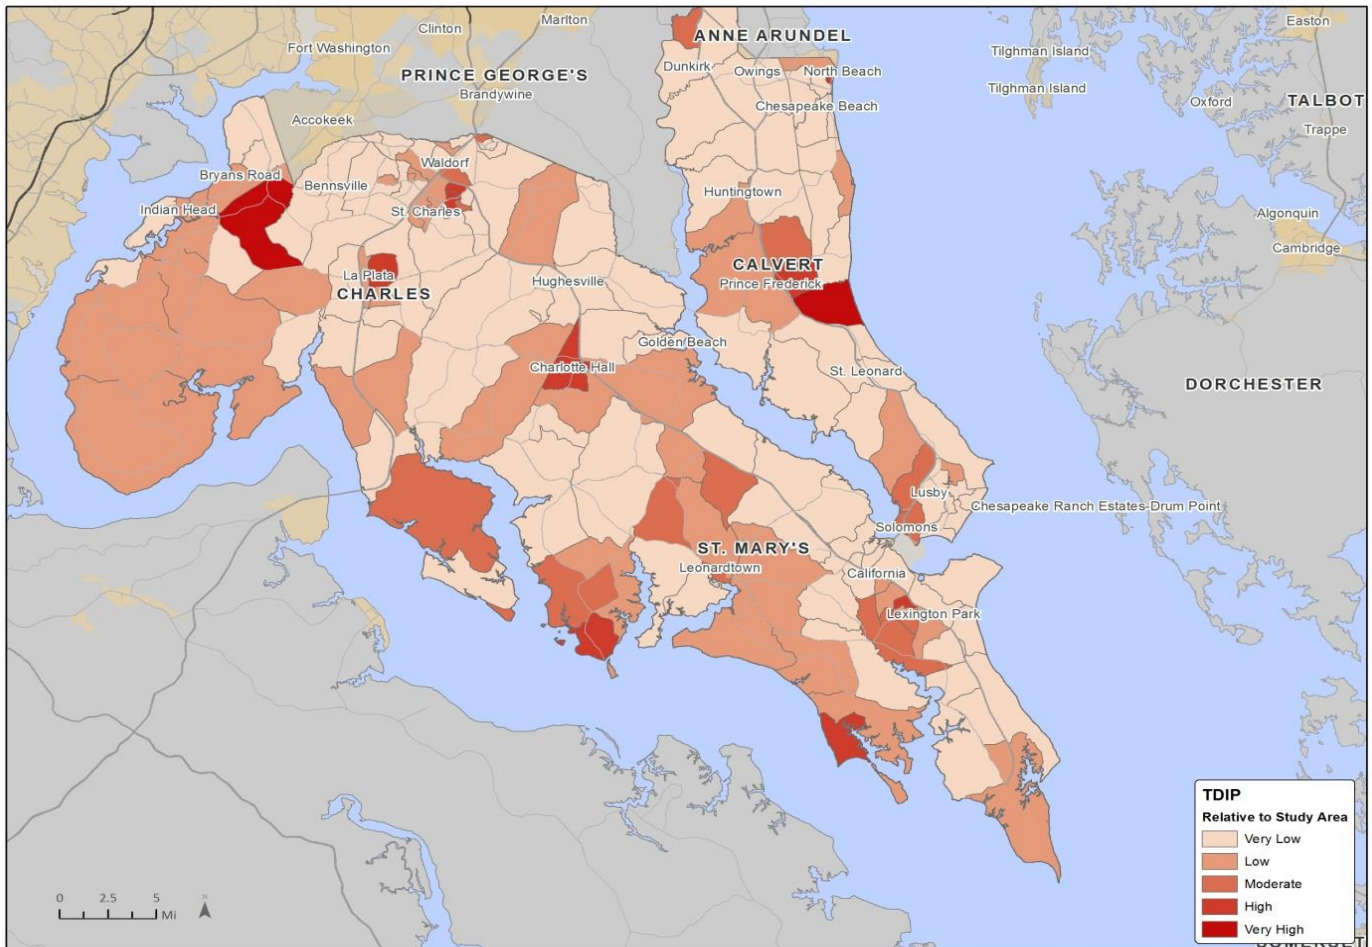 Marlton
Clinton
Easton
ANNE ARUNDEL
Fort Washington
Tilghman Island
Dunkirk
Owings
North Beach
PRINCE GEORGE'S
Brandywine
Tilghman Island
Oxford
TALBOT
Chesapeake Beach
Accokeek
Trappe
Waldorf
Bryans Road
Bennsville
Huntingtown
Indian Head
St. Charles
Algonquin
Cambridge
CALVERT
La Plata
Hughesville
Prince Frederick
CHARLES
Golden Beach
Charlotte Hall
St. Leonard
DORCHESTER
Lusby
Chesapeake Ranch Estates-Drum Point
Solomons
ST. MARY'S
Leonardtown
California
Lexington Park
TDIP
Relative to Study Area
Very Low
Low
Moderate
High
Very High
0 2.5 5
Mi
SOMERSET